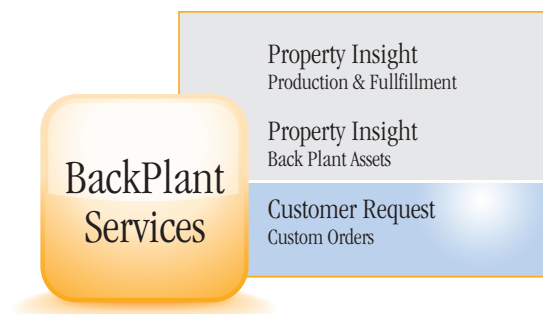 Property Insight
Production & Fullfillment
Property Insight
Back Plant Assets
BackPlant
Services
Customer Request
Custom Orders